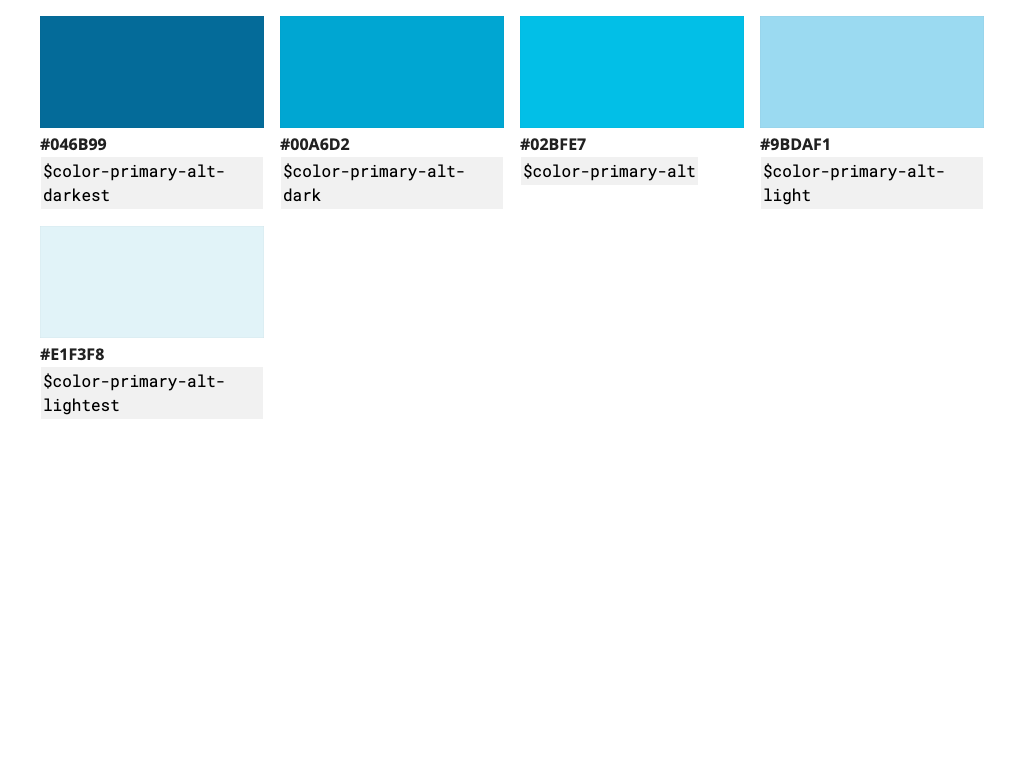 #046B99
$color-primary-alt-
darkest
#00A6D2
$color-primary-alt-
dark
#02BFE7
$color-primary-alt
#9BDAF1
$color-primary-alt-
light
#E1F3F8
$color-primary-alt-
lightest